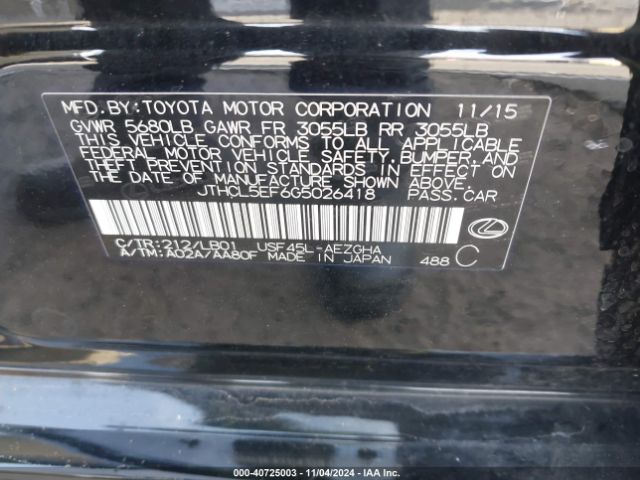 MFD.BY:TOYOTA MOTOR CORPORATION 11/15
GVWR 5680LB GAWR FR 3055LB RR 3055LB
THIS VEHICLE CONFORMS TO ALL APPLICABLE
FEDERAL MOTOR VEHICLE SAFETY, BUMPER, AND
THEFT PREVENTION STANDARDS IN EFFECT ON
THE DATE OF MANUFACTURE SHOWN ABOVE.
JTHCL5EF6G5026418 PASS.CAR
C/TR:212/LB01 USF45L-AEZGHA
A/TM:A02A/AA80F MADE IN JAPAN 488 C
000-40725003 - 11/04/2024 - IAA Inc.